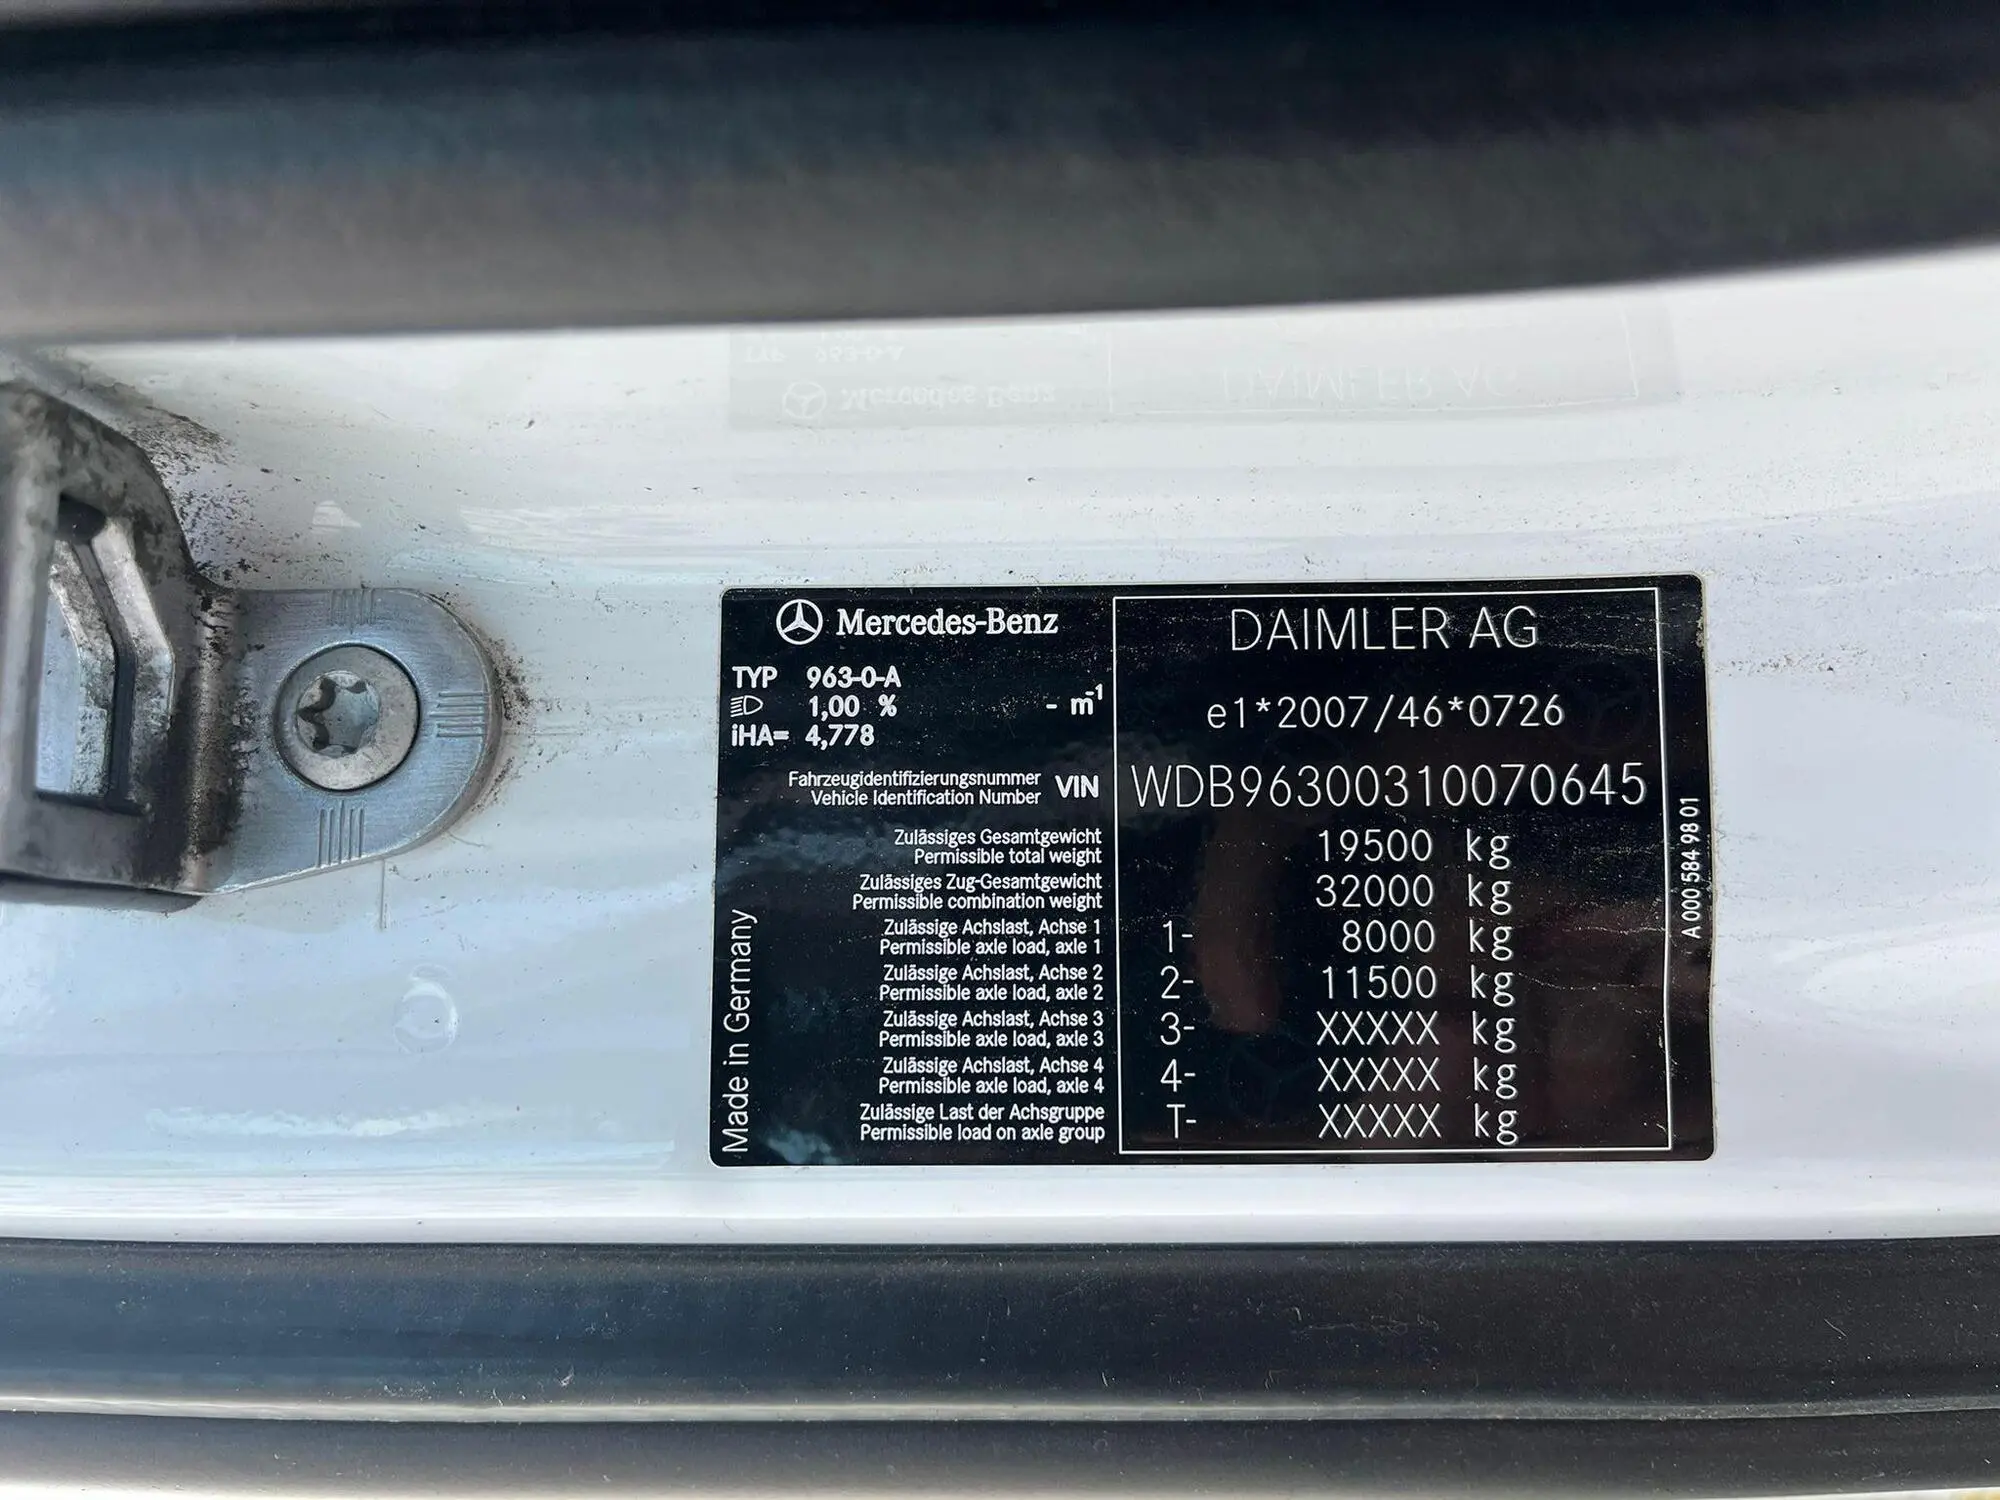 Mercedes-Benz
TYP 963-0-A
1,00 % - m-1
iHA= 4,778
Fahrzeugidentifizierungsnummer
Vehicle Identification Number
VIN
Zulässiges Gesamtgewicht
Permissible total weight
Zulässiges Zug-Gesamtgewicht
Permissible combination weight
Zulässige Achslast, Achse 1
Permissible axle load, axle 1
Zulässige Achslast, Achse 2
Permissible axle load, axle 2
Zulässige Achslast, Achse 3
Permissible axle load, axle 3
Zulässige Achslast, Achse 4
Permissible axle load, axle 4
Zulässige Last der Achsgruppe
Permissible load on axle group
Made in Germany
DAIMLER AG
e1*2007/46*0726
WDB96300310070645
19500 kg
32000 kg
1- 8000 kg
2- 11500 kg
3- XXXXX kg
4- XXXXX kg
T- XXXXX kg
A 000 584 98 01